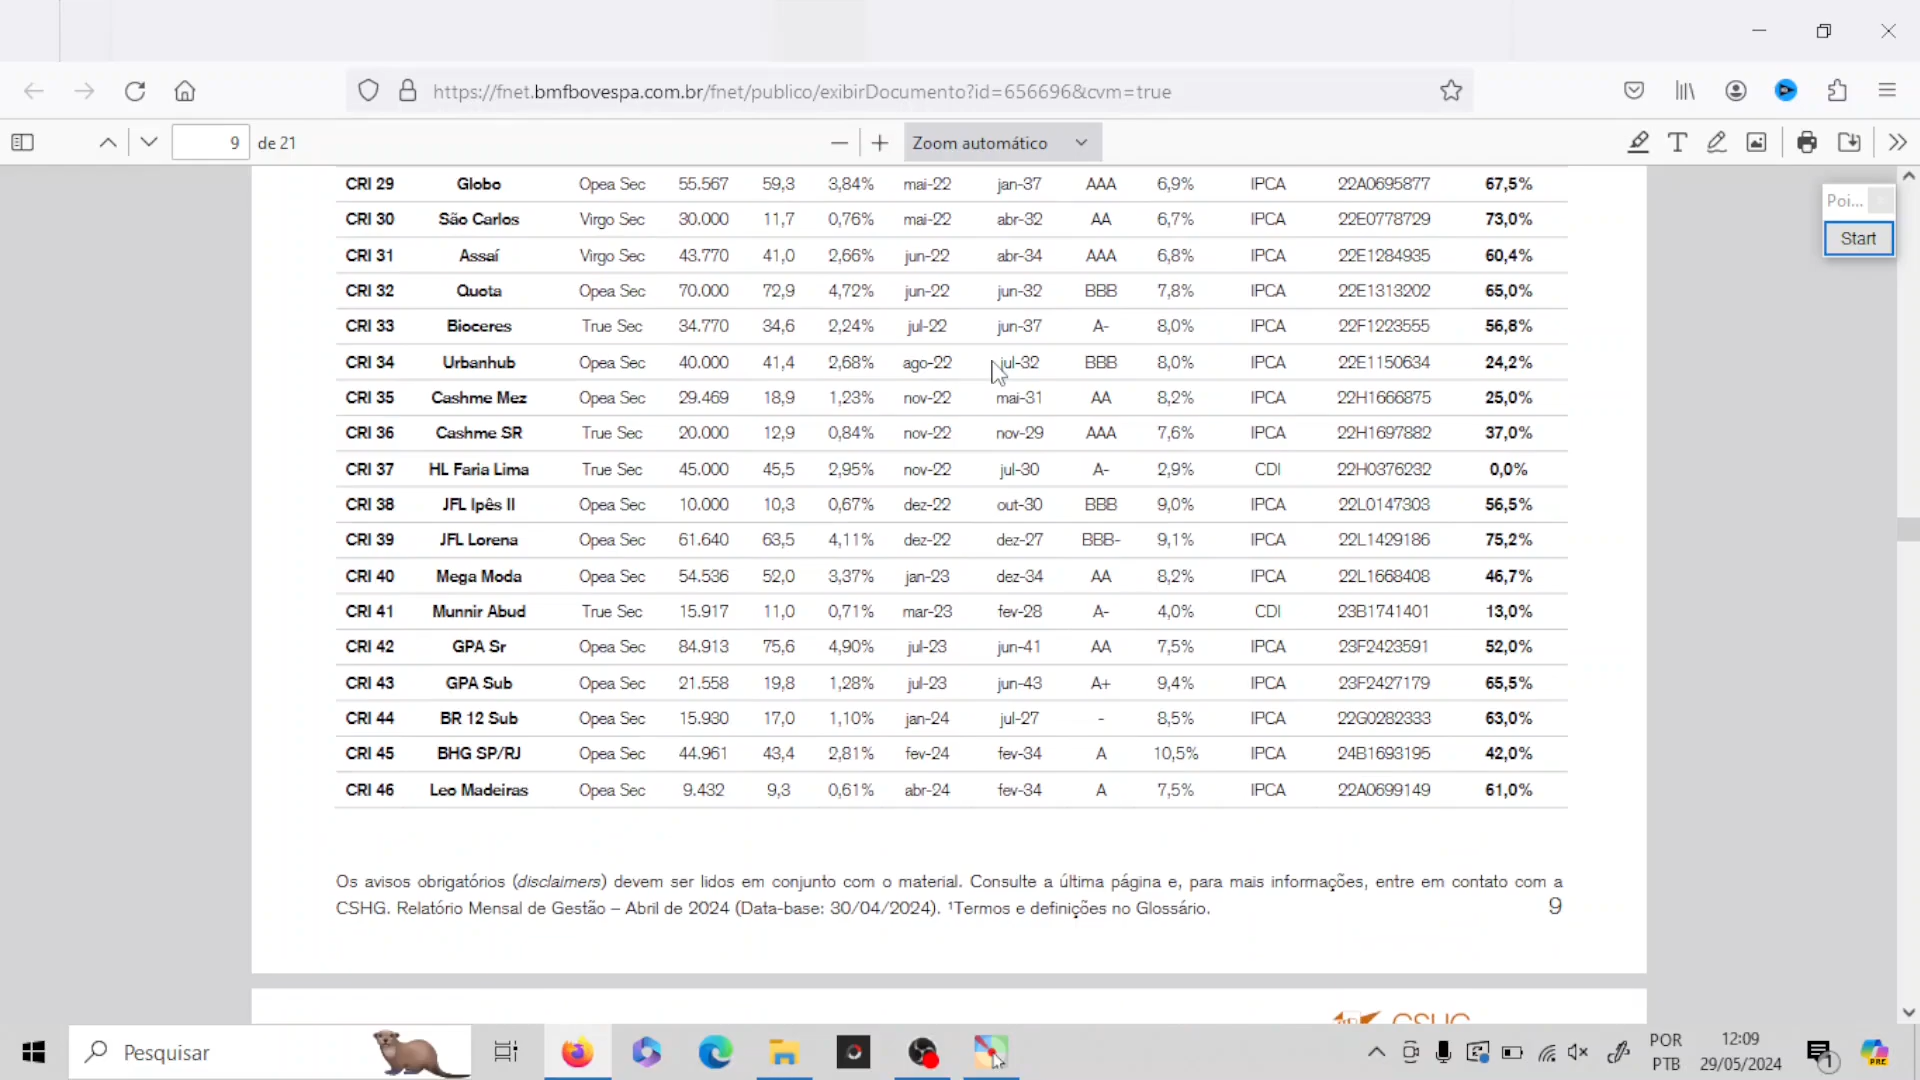 https://fnet.bmfbovespa.com.br/fnet/publico/exibirDocumento?id=656696&cvm=true
9 de 21 Zoom automático
Poi...
Start
CRI 29 Globo Opea Sec 55.567 59,3 3,84% mai-22 jan-37 AAA 6,9% IPCA 22A0695877 67,5%
CRI 30 São Carlos Virgo Sec 30.000 11,7 0,76% mai-22 abr-32 AA 6,7% IPCA 22E0778729 73,0%
CRI 31 Assaí Virgo Sec 43.770 41,0 2,66% jun-22 abr-34 AAA 6,8% IPCA 22E1284935 60,4%
CRI 32 Quota Opea Sec 70.000 72,9 4,72% jun-22 jun-32 BBB 7,8% IPCA 22E1313202 65,0%
CRI 33 Bioceres True Sec 34.770 34,6 2,24% jul-22 jun-37 A- 8,0% IPCA 22F1223555 56,8%
CRI 34 Urbanhub Opea Sec 40.000 41,4 2,68% ago-22 jul-32 BBB 8,0% IPCA 22E1150634 24,2%
CRI 35 Cashme Mez Opea Sec 29.469 18,9 1,23% nov-22 mai-31 AA 8,2% IPCA 22H1666875 25,0%
CRI 36 Cashme SR True Sec 20.000 12,9 0,84% nov-22 nov-29 AAA 7,6% IPCA 22H1697882 37,0%
CRI 37 HL Faria Lima True Sec 45.000 45,5 2,95% nov-22 jul-30 A- 2,9% CDI 22H0376232 0,0%
CRI 38 JFL Ipês II Opea Sec 10.000 10,3 0,67% dez-22 out-30 BBB 9,0% IPCA 22L0147303 56,5%
CRI 39 JFL Lorena Opea Sec 61.640 63,5 4,11% dez-22 dez-27 BBB- 9,1% IPCA 22L1429186 75,2%
CRI 40 Mega Moda Opea Sec 54.536 52,0 3,37% jan-23 dez-34 AA 8,2% IPCA 22L1668408 46,7%
CRI 41 Munnir Abud True Sec 15.917 11,0 0,71% mar-23 fev-28 A- 4,0% CDI 23B1741401 13,0%
CRI 42 GPA Sr Opea Sec 84.913 75,6 4,90% jul-23 jun-41 AA 7,5% IPCA 23F2423591 52,0%
CRI 43 GPA Sub Opea Sec 21.558 19,8 1,28% jul-23 jun-43 A+ 9,4% IPCA 23F2427179 65,5%
CRI 44 BR 12 Sub Opea Sec 15.930 17,0 1,10% jan-24 jul-27 - 8,5% IPCA 22G0282333 63,0%
CRI 45 BHG SP/RJ Opea Sec 44.961 43,4 2,81% fev-24 fev-34 A 10,5% IPCA 24B1693195 42,0%
CRI 46 Leo Madeiras Opea Sec 9.432 9,3 0,61% abr-24 fev-34 A 7,5% IPCA 22A0699149 61,0%
Os avisos obrigatórios (disclaimers) devem ser lidos em conjunto com o material. Consulte a última página e, para mais informações, entre em contato com a
CSHG. Relatório Mensal de Gestão – Abril de 2024 (Data-base: 30/04/2024). ¹Termos e definições no Glossário. 9
CSHG
Pesquisar
POR
PTB
12:09
29/05/2024
1
PRE